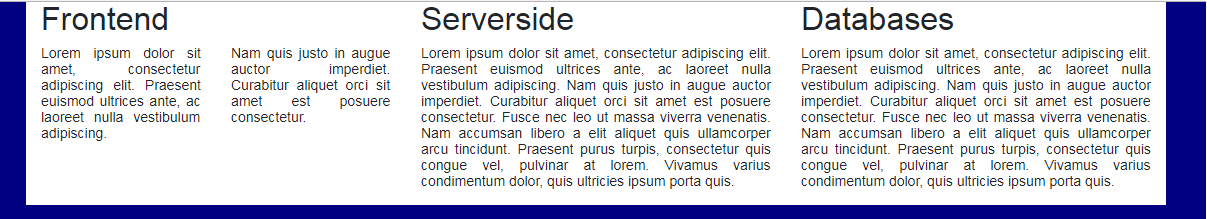 Frontend
Lorem ipsum dolor sit
amet, consectetur
adipiscing elit. Praesent
euismod ultrices ante, ac
laoreet nulla vestibulum
adipiscing.
Nam quis justo in augue
auctor imperdiet.
Curabitur aliquet orci sit
amet est posuere
consectetur.
Serverside
Lorem ipsum dolor sit amet, consectetur adipiscing elit.
Praesent euismod ultrices ante, ac laoreet nulla
vestibulum adipiscing. Nam quis justo in augue auctor
imperdiet. Curabitur aliquet orci sit amet est posuere
consectetur. Fusce nec leo ut massa viverra venenatis.
Nam accumsan libero a elit aliquet quis ullamcorper
arcu tincidunt. Praesent purus turpis, consectetur quis
congue vel, pulvinar at lorem. Vivamus varius
condimentum dolor, quis ultricies ipsum porta quis.
Databases
Lorem ipsum dolor sit amet, consectetur adipiscing elit.
Praesent euismod ultrices ante, ac laoreet nulla
vestibulum adipiscing. Nam quis justo in augue auctor
imperdiet. Curabitur aliquet orci sit amet est posuere
consectetur. Fusce nec leo ut massa viverra venenatis.
Nam accumsan libero a elit aliquet quis ullamcorper
arcu tincidunt. Praesent purus turpis, consectetur quis
congue vel, pulvinar at lorem. Vivamus varius
condimentum dolor, quis ultricies ipsum porta quis.